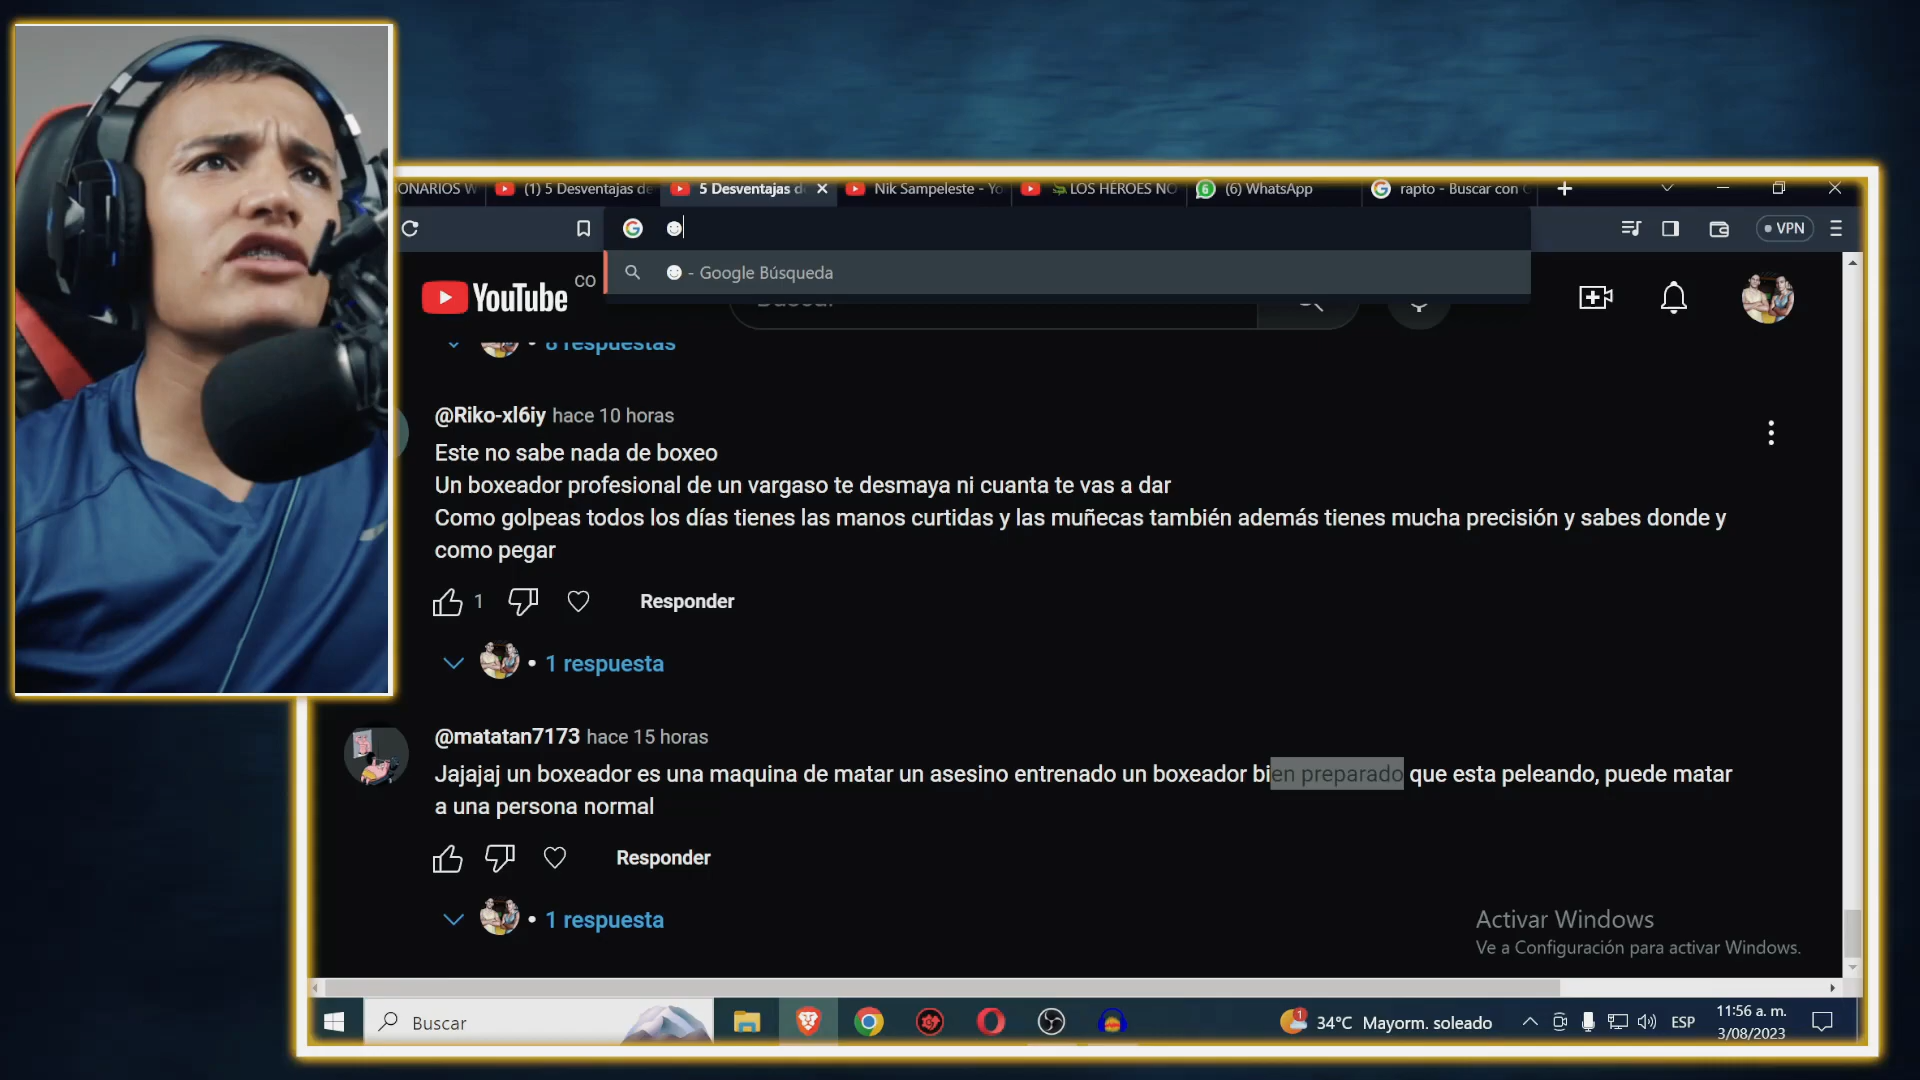 ONARIOS W
(1) 5 Desventajas de
5 Desventajas d
Nik Sampeleste - Yo
LOS HÉROES NO
(6) WhatsApp
rapto - Buscar con G
VPN
- Google Búsqueda
YouTube
CO
Buscar
8 respuestas
@Riko-xl6iy hace 10 horas
Este no sabe nada de boxeo
Un boxeador profesional de un vargaso te desmaya ni cuanta te vas a dar
Como golpeas todos los días tienes las manos curtidas y las muñecas también además tienes mucha precisión y sabes donde y
como pegar
1
Responder
1 respuesta
@matatan7173 hace 15 horas
Jajajaj un boxeador es una maquina de matar un asesino entrenado un boxeador bien preparado que esta peleando, puede matar
a una persona normal
Responder
1 respuesta
Activar Windows
Ve a Configuración para activar Windows.
Buscar
1
34°C Mayorm. soleado
ESP
11:56 a. m.
3/08/2023